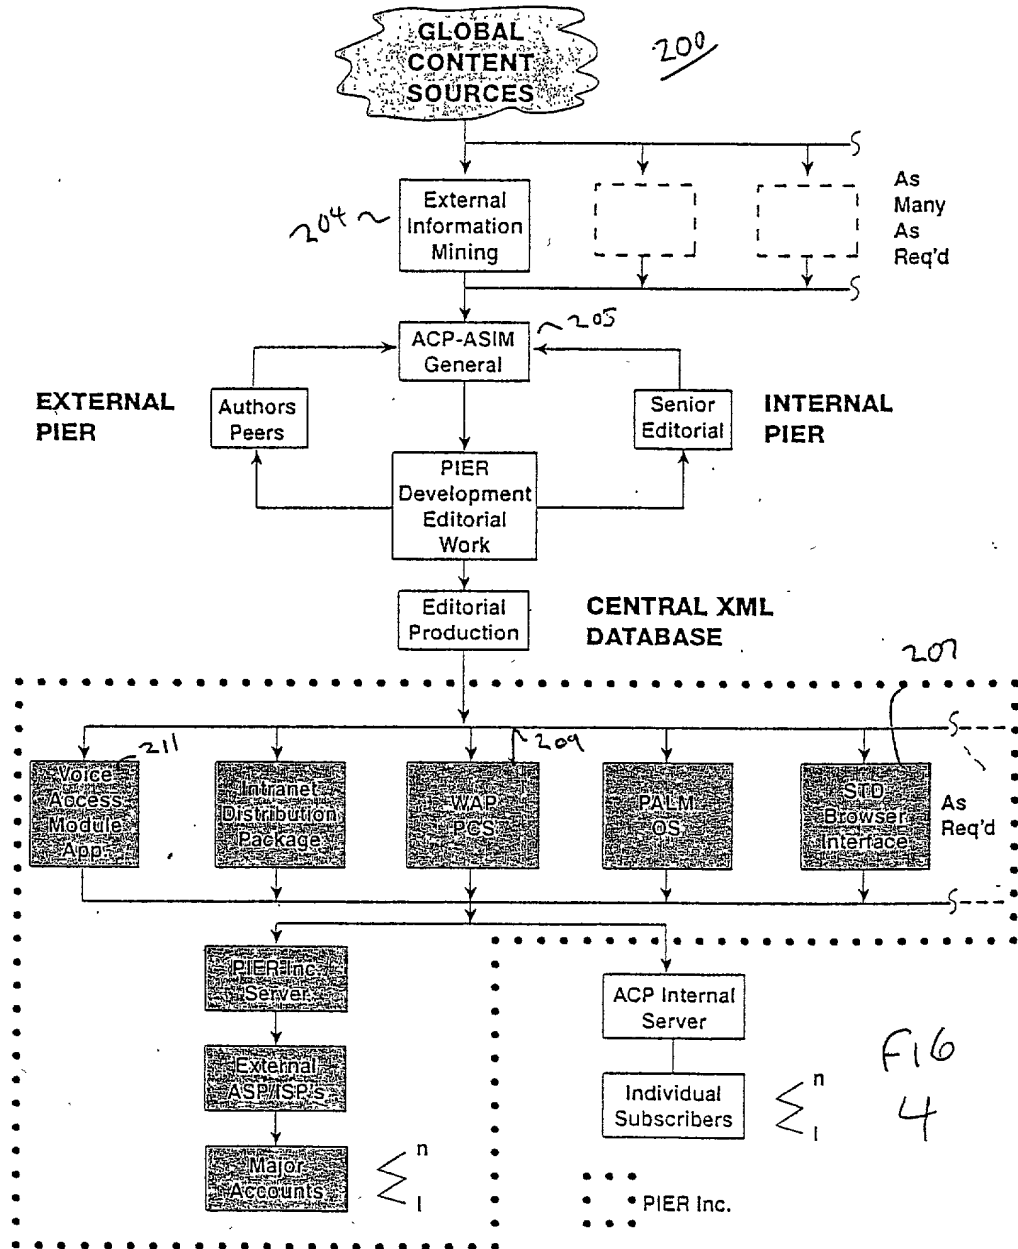 GLOBAL
CONTENT
SOURCES
200
External
Information
Mining
204
As
Many
As
Req'd
ACP-ASIM
General
205
EXTERNAL
PIER
Authors
Peers
Senior
Editorial
INTERNAL
PIER
PIER
Development
Editorial
Work
Editorial
Production
CENTRAL XML
DATABASE
207
211
209
Voice
Access
Module
App.
Intranet
Distribution
Package
WAP
PCS
PALM
OS
STD
Browser
Interface
As
Req'd
PIER Inc.
Server
ACP Internal
Server
External
ASP/ISP's
Individual
Subscribers
n
1
Major
Accounts
n
1
PIER Inc.
FIG
4